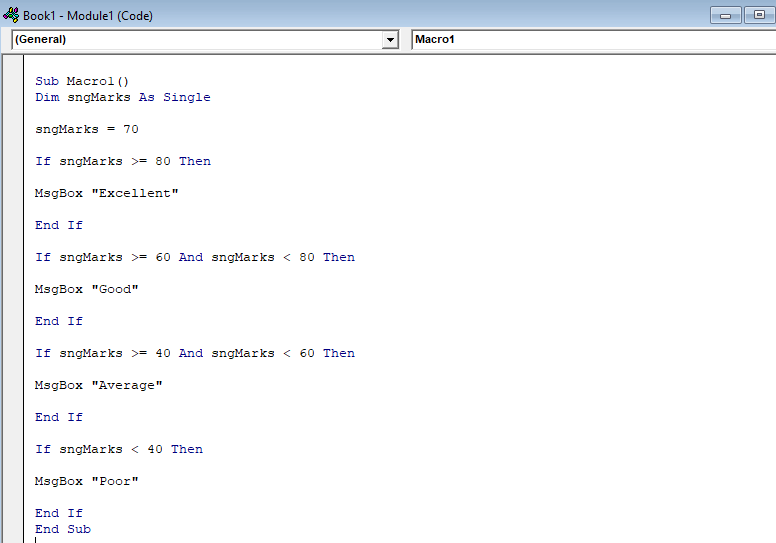 Book1 - Module1 (Code)
(General) Macro1
Sub Macro1()
Dim sngMarks As Single
sngMarks = 70
If sngMarks >= 80 Then
MsgBox "Excellent"
End If
If sngMarks >= 60 And sngMarks < 80 Then
MsgBox "Good"
End If
If sngMarks >= 40 And sngMarks < 60 Then
MsgBox "Average"
End If
If sngMarks < 40 Then
MsgBox "Poor"
End If
End Sub